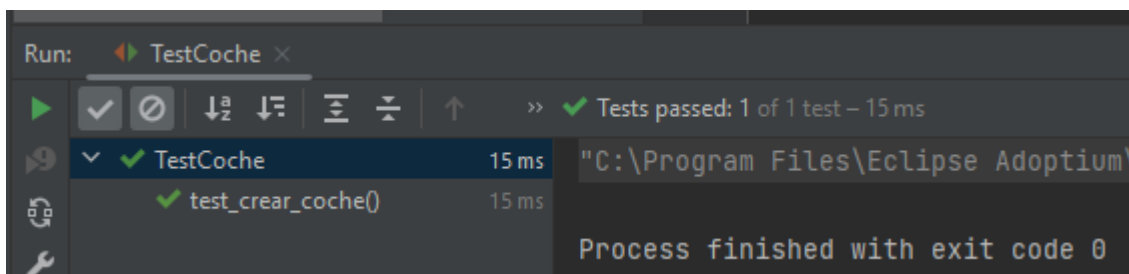 Run: TestCoche
Tests passed: 1 of 1 test – 15 ms
TestCoche 15 ms
"C:\Program Files\Eclipse Adoptium\
test_crear_coche() 15 ms
Process finished with exit code 0